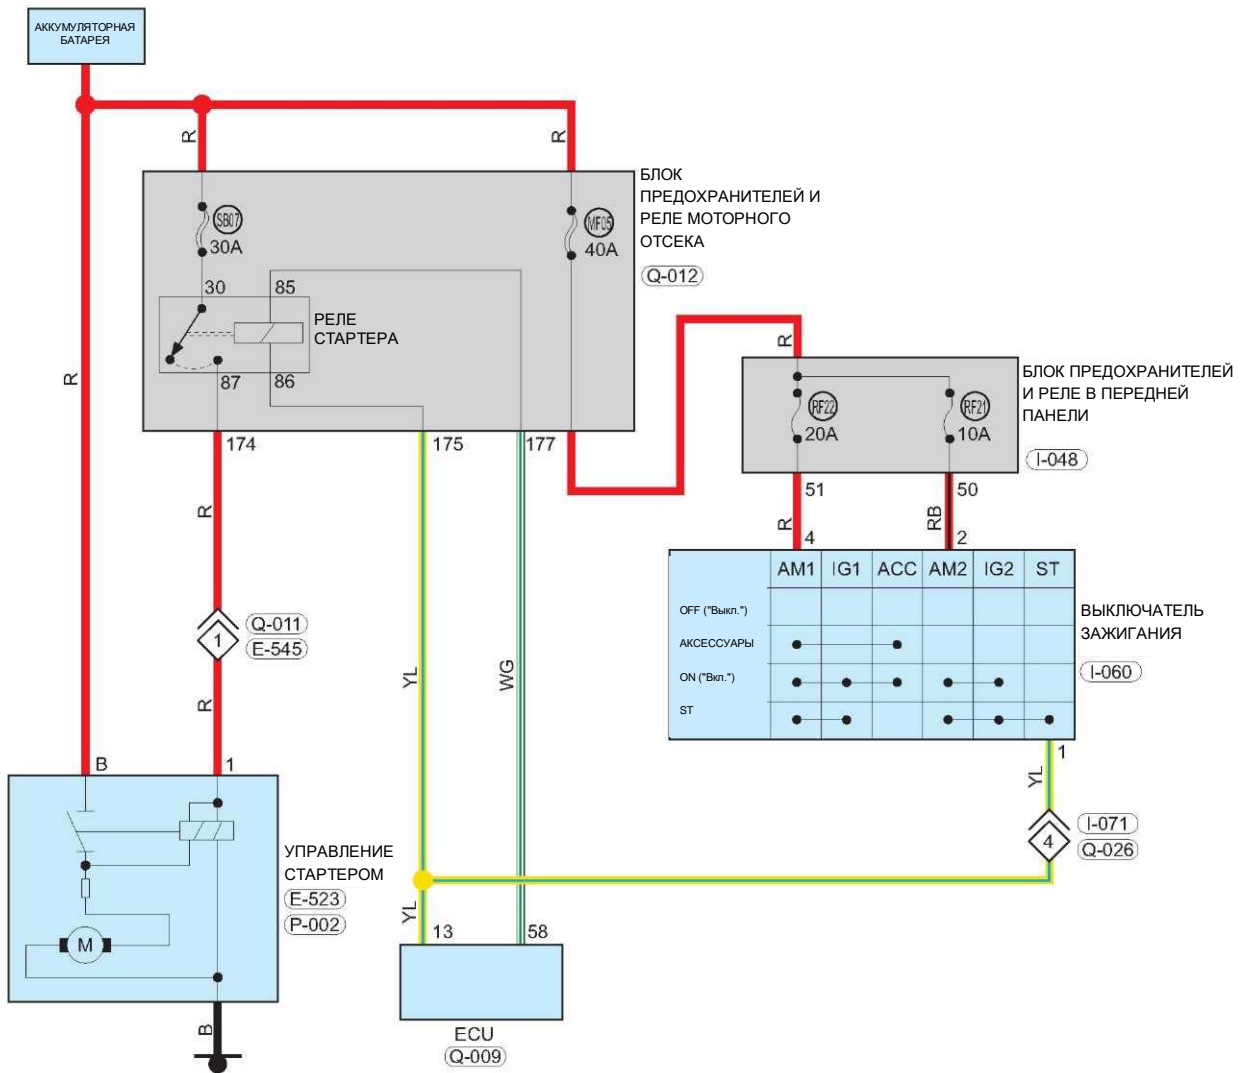 АККУМУЛЯТОРНАЯ
БАТАРЕЯ
R
R
БЛОК
ПРЕДОХРАНИТЕЛЕЙ И
РЕЛЕ МОТОРНОГО
ОТСЕКА
Q-012
SB07
30A
MF05
40A
30
85
РЕЛЕ
СТАРТЕРА
87
86
R
174
175
177
R
БЛОК ПРЕДОХРАНИТЕЛЕЙ
И РЕЛЕ В ПЕРЕДНЕЙ
ПАНЕЛИ
I-048
RF22
20A
RF21
10A
51
50
R
RB
4
2
AM1 IG1 ACC AM2 IG2 ST
OFF ("Выкл.")
АКСЕССУАРЫ
ON ("Вкл.")
ST
ВЫКЛЮЧАТЕЛЬ
ЗАЖИГАНИЯ
I-060
R
1
Q-011
E-545
R
YL
WG
1
YL
4
I-071
Q-026
B
1
M
УПРАВЛЕНИЕ
СТАРТЕРОМ
E-523
P-002
B
YL
13
58
ECU
Q-009